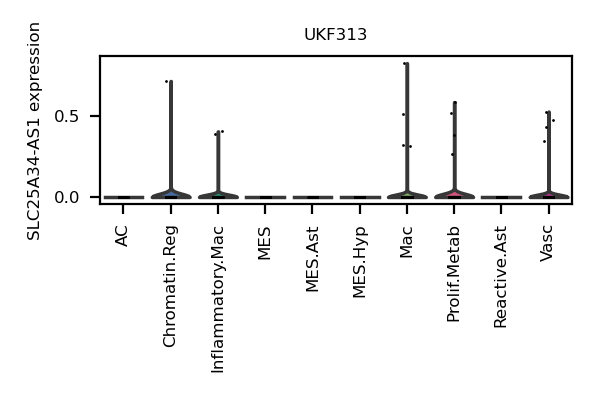 UKF313
SLC25A34-AS1 expression
0.5
0.0
AC
Chromatin.Reg
Inflammatory.Mac
MES
MES.Ast
MES.Hyp
Mac
Prolif.Metab
Reactive.Ast
Vasc